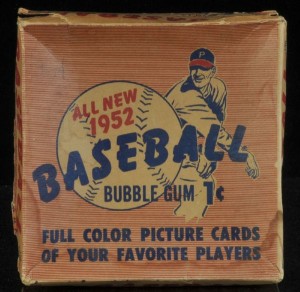 P
ALL NEW
1952
BASEBALL
BUBBLE GUM 1¢
FULL COLOR PICTURE CARDS
OF YOUR FAVORITE PLAYERS